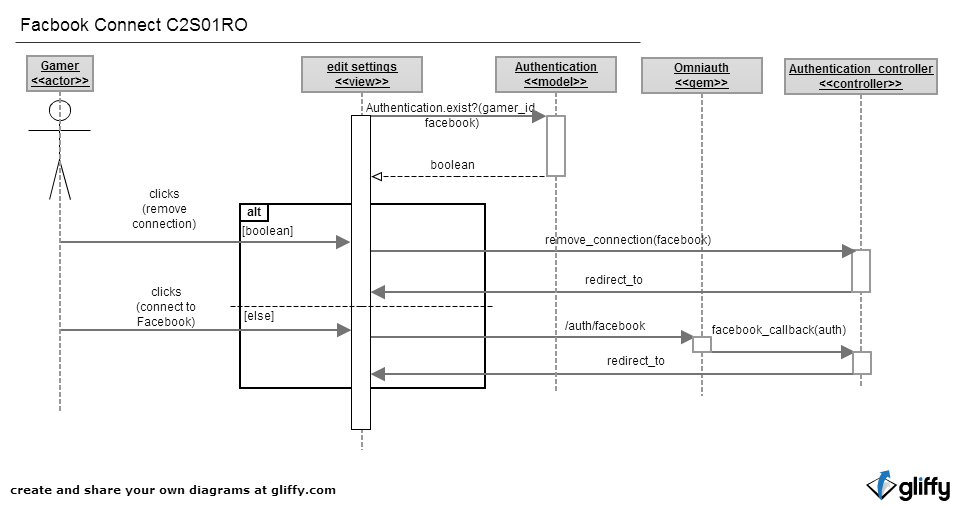 Facbook Connect C2S01RO
Gamer
<<actor>>
edit settings
<<view>>
Authentication
<<model>>
Omniauth
<<gem>>
Authentication_controller
<<controller>>
Authentication.exist?(gamer_id,
facebook)
boolean
clicks
(remove
connection)
alt
[boolean]
remove_connection(facebook)
redirect_to
clicks
(connect to
Facebook)
[else]
/auth/facebook
facebook_callback(auth)
redirect_to
create and share your own diagrams at gliffy.com
gliffy